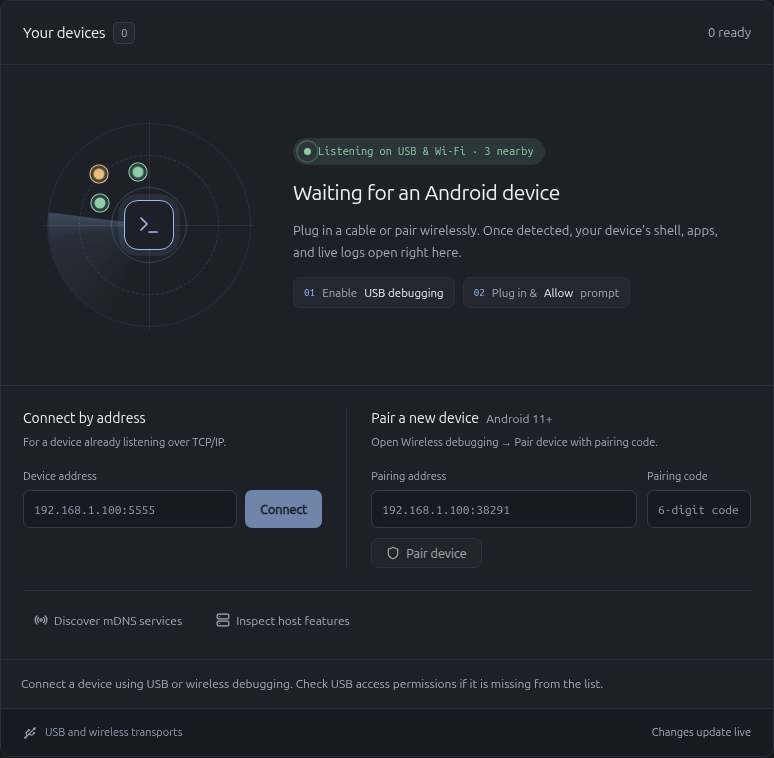 Your devices 0
0 ready
Listening on USB & Wi-Fi · 3 nearby
Waiting for an Android device
Plug in a cable or pair wirelessly. Once detected, your device's shell, apps,
and live logs open right here.
01 Enable USB debugging
02 Plug in & Allow prompt
Connect by address
For a device already listening over TCP/IP.
Device address
192.168.1.100:5555
Connect
Pair a new device Android 11+
Open Wireless debugging → Pair device with pairing code.
Pairing address
Pairing code
192.168.1.100:38291
6-digit code
Pair device
Discover mDNS services
Inspect host features
Connect a device using USB or wireless debugging. Check USB access permissions if it is missing from the list.
USB and wireless transports
Changes update live